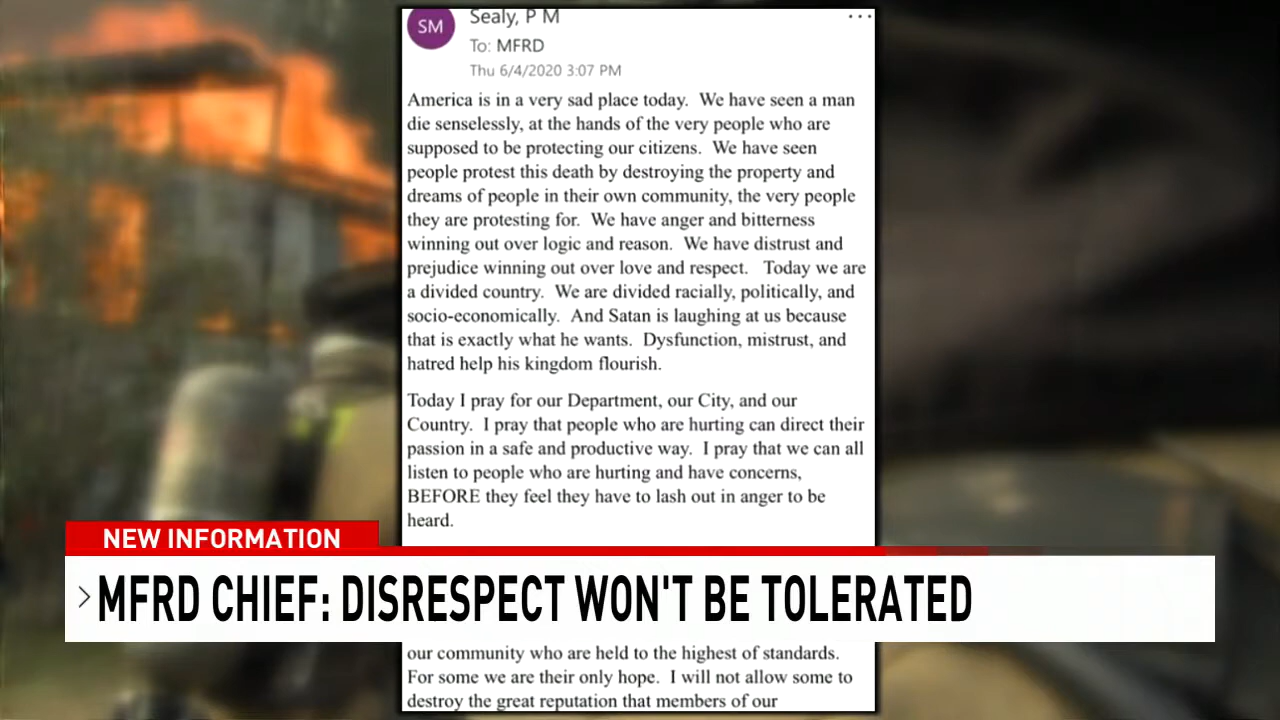 SM
Sealy, P M
...
To: MFRD
Thu 6/4/2020 3:07 PM
America is in a very sad place today.  We have seen a man
die senselessly, at the hands of the very people who are
supposed to be protecting our citizens.  We have seen
people protest this death by destroying the property and
dreams of people in their own community, the very people
they are protesting for.  We have anger and bitterness
winning out over logic and reason.  We have distrust and
prejudice winning out over love and respect.   Today we are
a divided country.  We are divided racially, politically, and
socio-economically.  And Satan is laughing at us because
that is exactly what he wants.  Dysfunction, mistrust, and
hatred help his kingdom flourish.
Today I pray for our Department, our City, and our
Country.  I pray that people who are hurting can direct their
passion in a safe and productive way.  I pray that we can all
listen to people who are hurting and have concerns,
BEFORE they feel they have to lash out in anger to be
heard.
NEW INFORMATION
> MFRD CHIEF: DISRESPECT WON'T BE TOLERATED
our community who are held to the highest of standards.
For some we are their only hope.  I will not allow some to
destroy the great reputation that members of our